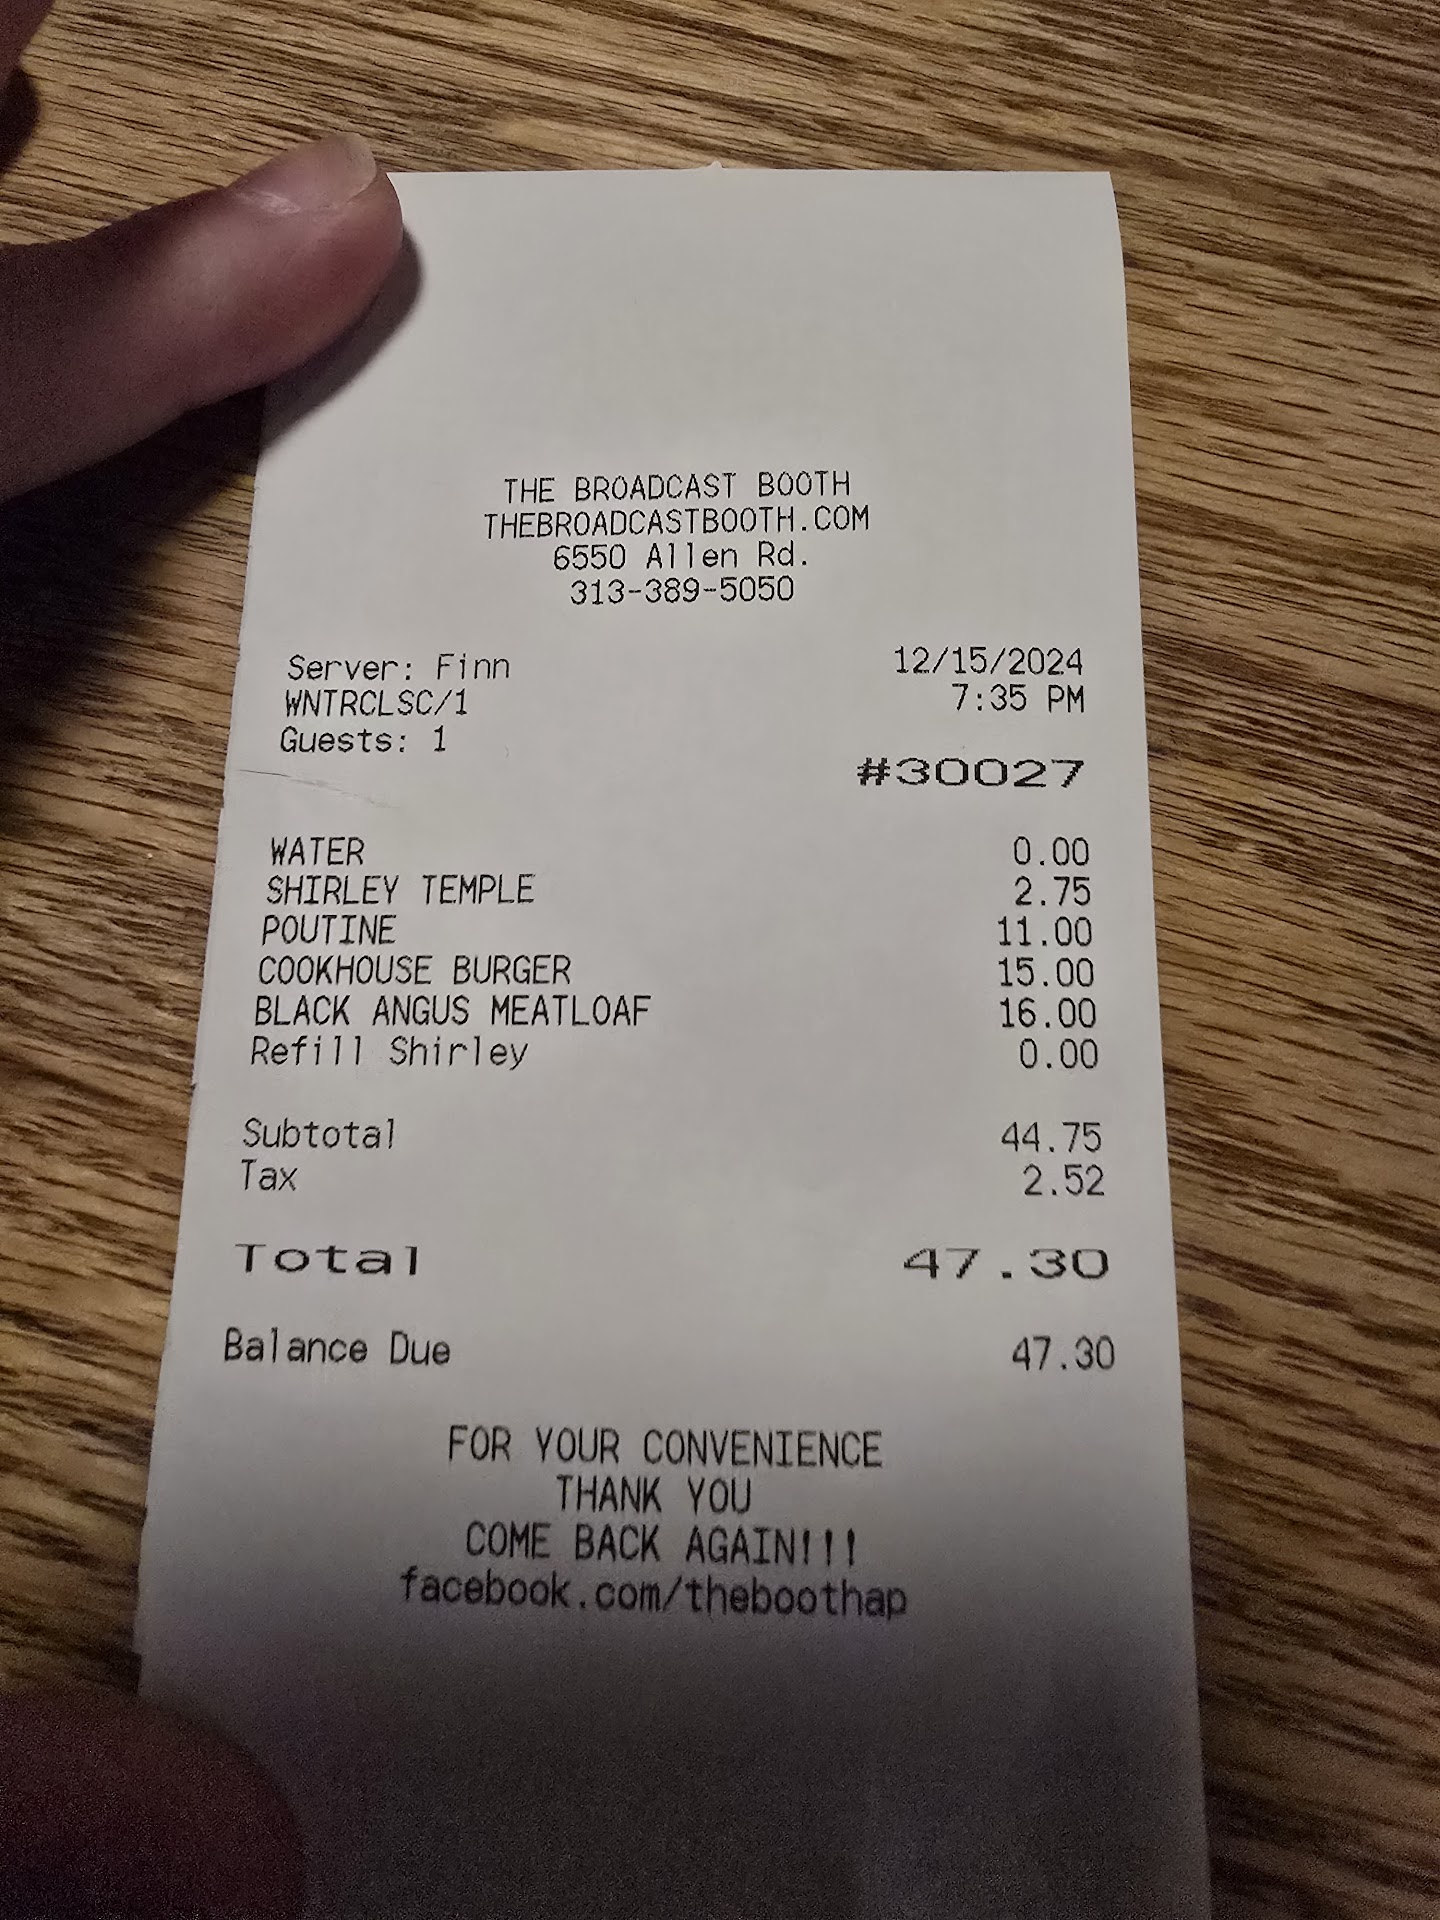 THE BROADCAST BOOTH
THEBROADCASTBOOTH.COM
6550 Allen Rd.
313-389-5050
Server: Finn 12/15/2024
WNTRCLSC/1 7:35 PM
Guests: 1
#30027
WATER 0.00
SHIRLEY TEMPLE 2.75
POUTINE 11.00
COOKHOUSE BURGER 15.00
BLACK ANGUS MEATLOAF 16.00
Refill Shirley 0.00
Subtotal 44.75
Tax 2.52
Total 47.30
Balance Due 47.30
FOR YOUR CONVENIENCE
THANK YOU
COME BACK AGAIN!!!
facebook.com/theboothap